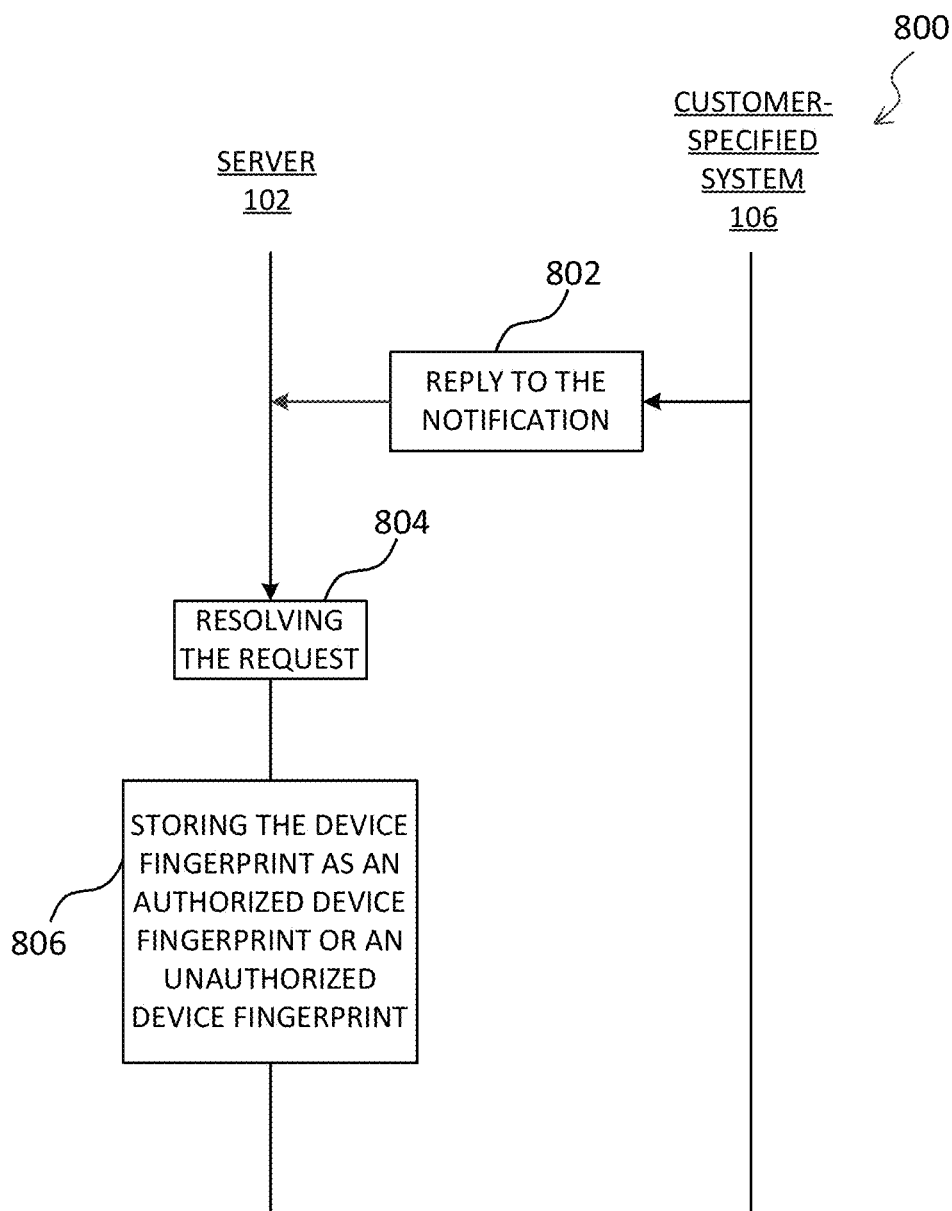 800
CUSTOMER-
SPECIFIED
SYSTEM
106
SERVER
102
802
REPLY TO THE
NOTIFICATION
804
RESOLVING
THE REQUEST
STORING THE DEVICE
FINGERPRINT AS AN
AUTHORIZED DEVICE
FINGERPRINT OR AN
UNAUTHORIZED
DEVICE FINGERPRINT
806